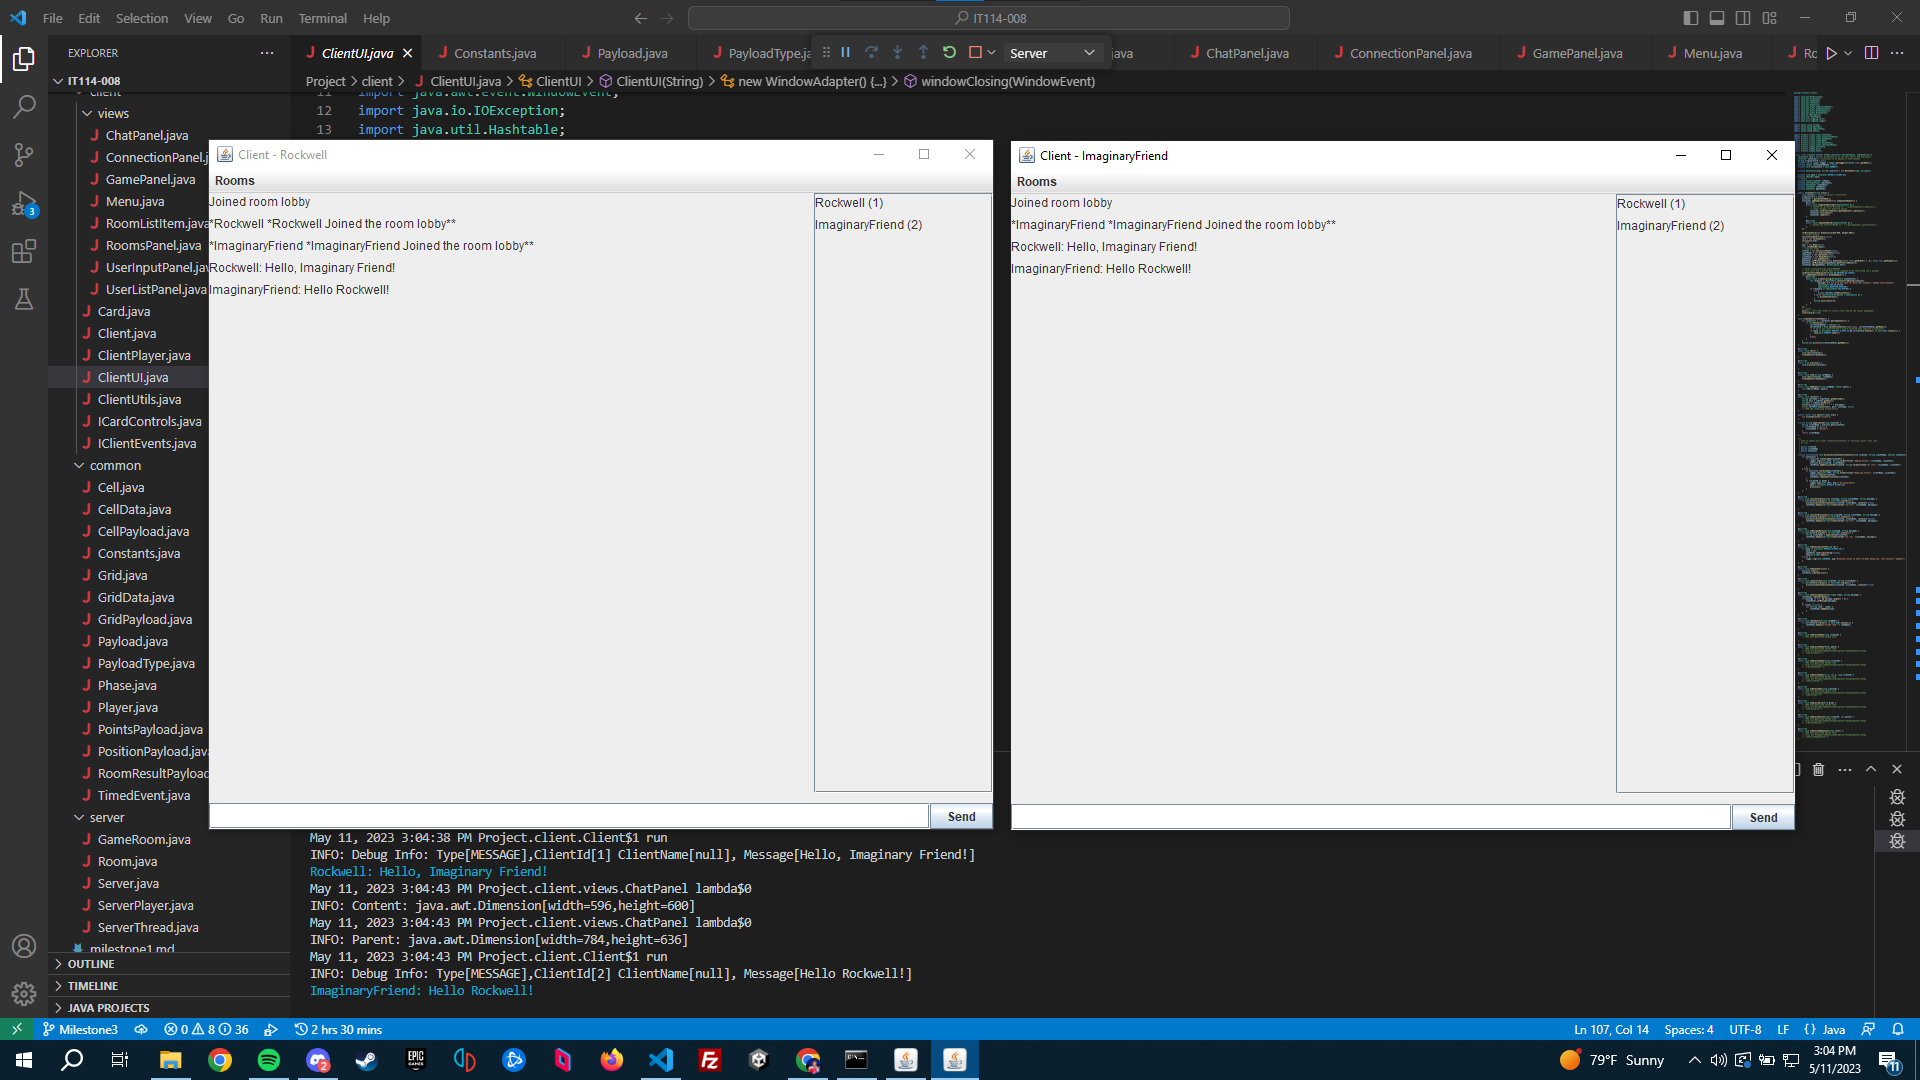 File Edit Selection View Go Run Terminal Help
IT114-008
EXPLORER
ClientUI.java
Constants.java
Payload.java
PayloadType.ja
Server
ava
ChatPanel.java
ConnectionPanel.java
GamePanel.java
Menu.java
Ro
IT114-008
Project > client > ClientUI.java > ClientUI > ClientUI(String) > new WindowAdapter() {...} > windowClosing(WindowEvent)
client
11 import java.awt.event.WindowEvent;
12 import java.io.IOException;
13 import java.util.Hashtable;
views
ChatPanel.java
ConnectionPanel.j
GamePanel.java
Menu.java
RoomListItem.java
RoomsPanel.java
UserInputPanel.jav
UserListPanel.java
Card.java
Client.java
ClientPlayer.java
ClientUI.java
ClientUtils.java
ICardControls.java
IClientEvents.java
common
Cell.java
CellData.java
CellPayload.java
Constants.java
Grid.java
GridData.java
GridPayload.java
Payload.java
PayloadType.java
Phase.java
Player.java
PointsPayload.java
PositionPayload.java
RoomResultPayload
TimedEvent.java
server
GameRoom.java
Room.java
Server.java
ServerPlayer.java
ServerThread.java
milestone1.md
OUTLINE
TIMELINE
JAVA PROJECTS
3
Client - Rockwell
Rooms
Joined room lobby
*Rockwell *Rockwell Joined the room lobby**
*ImaginaryFriend *ImaginaryFriend Joined the room lobby**
Rockwell: Hello, Imaginary Friend!
ImaginaryFriend: Hello Rockwell!
Rockwell (1)
ImaginaryFriend (2)
Send
Client - ImaginaryFriend
Rooms
Joined room lobby
*ImaginaryFriend *ImaginaryFriend Joined the room lobby**
Rockwell: Hello, Imaginary Friend!
ImaginaryFriend: Hello Rockwell!
Rockwell (1)
ImaginaryFriend (2)
Send
May 11, 2023 3:04:38 PM Project.client.Client$1 run
INFO: Debug Info: Type[MESSAGE],ClientId[1] ClientName[null], Message[Hello, Imaginary Friend!]
Rockwell: Hello, Imaginary Friend!
May 11, 2023 3:04:43 PM Project.client.views.ChatPanel lambda$0
INFO: Content: java.awt.Dimension[width=596,height=600]
May 11, 2023 3:04:43 PM Project.client.views.ChatPanel lambda$0
INFO: Parent: java.awt.Dimension[width=784,height=636]
May 11, 2023 3:04:43 PM Project.client.Client$1 run
INFO: Debug Info: Type[MESSAGE],ClientId[2] ClientName[null], Message[Hello Rockwell!]
ImaginaryFriend: Hello Rockwell!
Milestone3 0 8 36 2 hrs 30 mins
Ln 107, Col 14 Spaces: 4 UTF-8 LF {} Java
EPIC GAMES
2
79°F Sunny
3:04 PM
5/11/2023
11